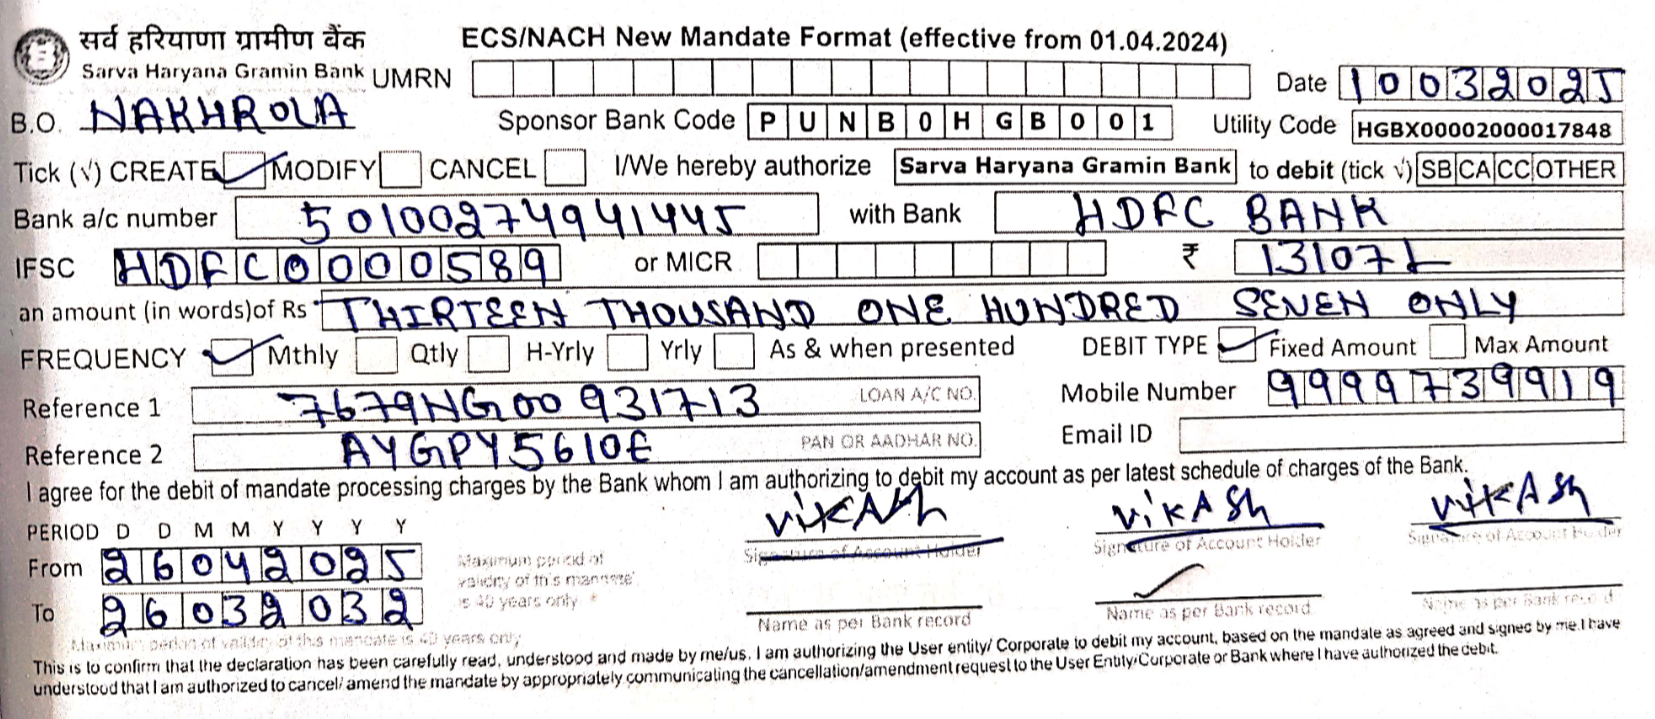 सर्व हरियाणा ग्रामीण बैंक ECS/NACH New Mandate Format (effective from 01.04.2024)
Sarva Haryana Gramin Bank UMRN Date 10032025
B.O. NAKHROLA Sponsor Bank Code PUNB0HGB001 Utility Code HGBX00002000017848
Tick (√) CREATE ✓ MODIFY CANCEL I/We hereby authorize Sarva Haryana Gramin Bank to debit (tick √) SB CA CC OTHER
Bank a/c number 50100274941445 with Bank HDFC BANK
IFSC HDFC0000589 or MICR ₹ 13107/-
an amount (in words)of Rs THIRTEEN THOUSAND ONE HUNDRED SEVEN ONLY
FREQUENCY ✓ Mthly Qtly H-Yrly Yrly As & when presented DEBIT TYPE ✓ Fixed Amount Max Amount
Reference 1 7679NG00931713 LOAN A/C NO. Mobile Number 9999739919
Reference 2 AYGPY5610E PAN OR AADHAR NO. Email ID
I agree for the debit of mandate processing charges by the Bank whom I am authorizing to debit my account as per latest schedule of charges of the Bank.
vikASh vikASh vikASh
PERIOD D D M M Y Y Y Y
Signature of Account Holder Signature of Account Holder Signature of Account Holder
From 26042025 Maximum period of validity of this mandate is 40 years only
To 26032032
Name as per Bank record Name as per Bank record Name as per Bank record
Maximum period of validity of this mandate is 40 years only
This is to confirm that the declaration has been carefully read, understood and made by me/us. I am authorizing the User entity/ Corporate to debit my account, based on the mandate as agreed and signed by me.I have
understood that I am authorized to cancel/ amend the mandate by appropriately communicating the cancellation/amendment request to the User Entity/Corporate or Bank where I have authorized the debit.